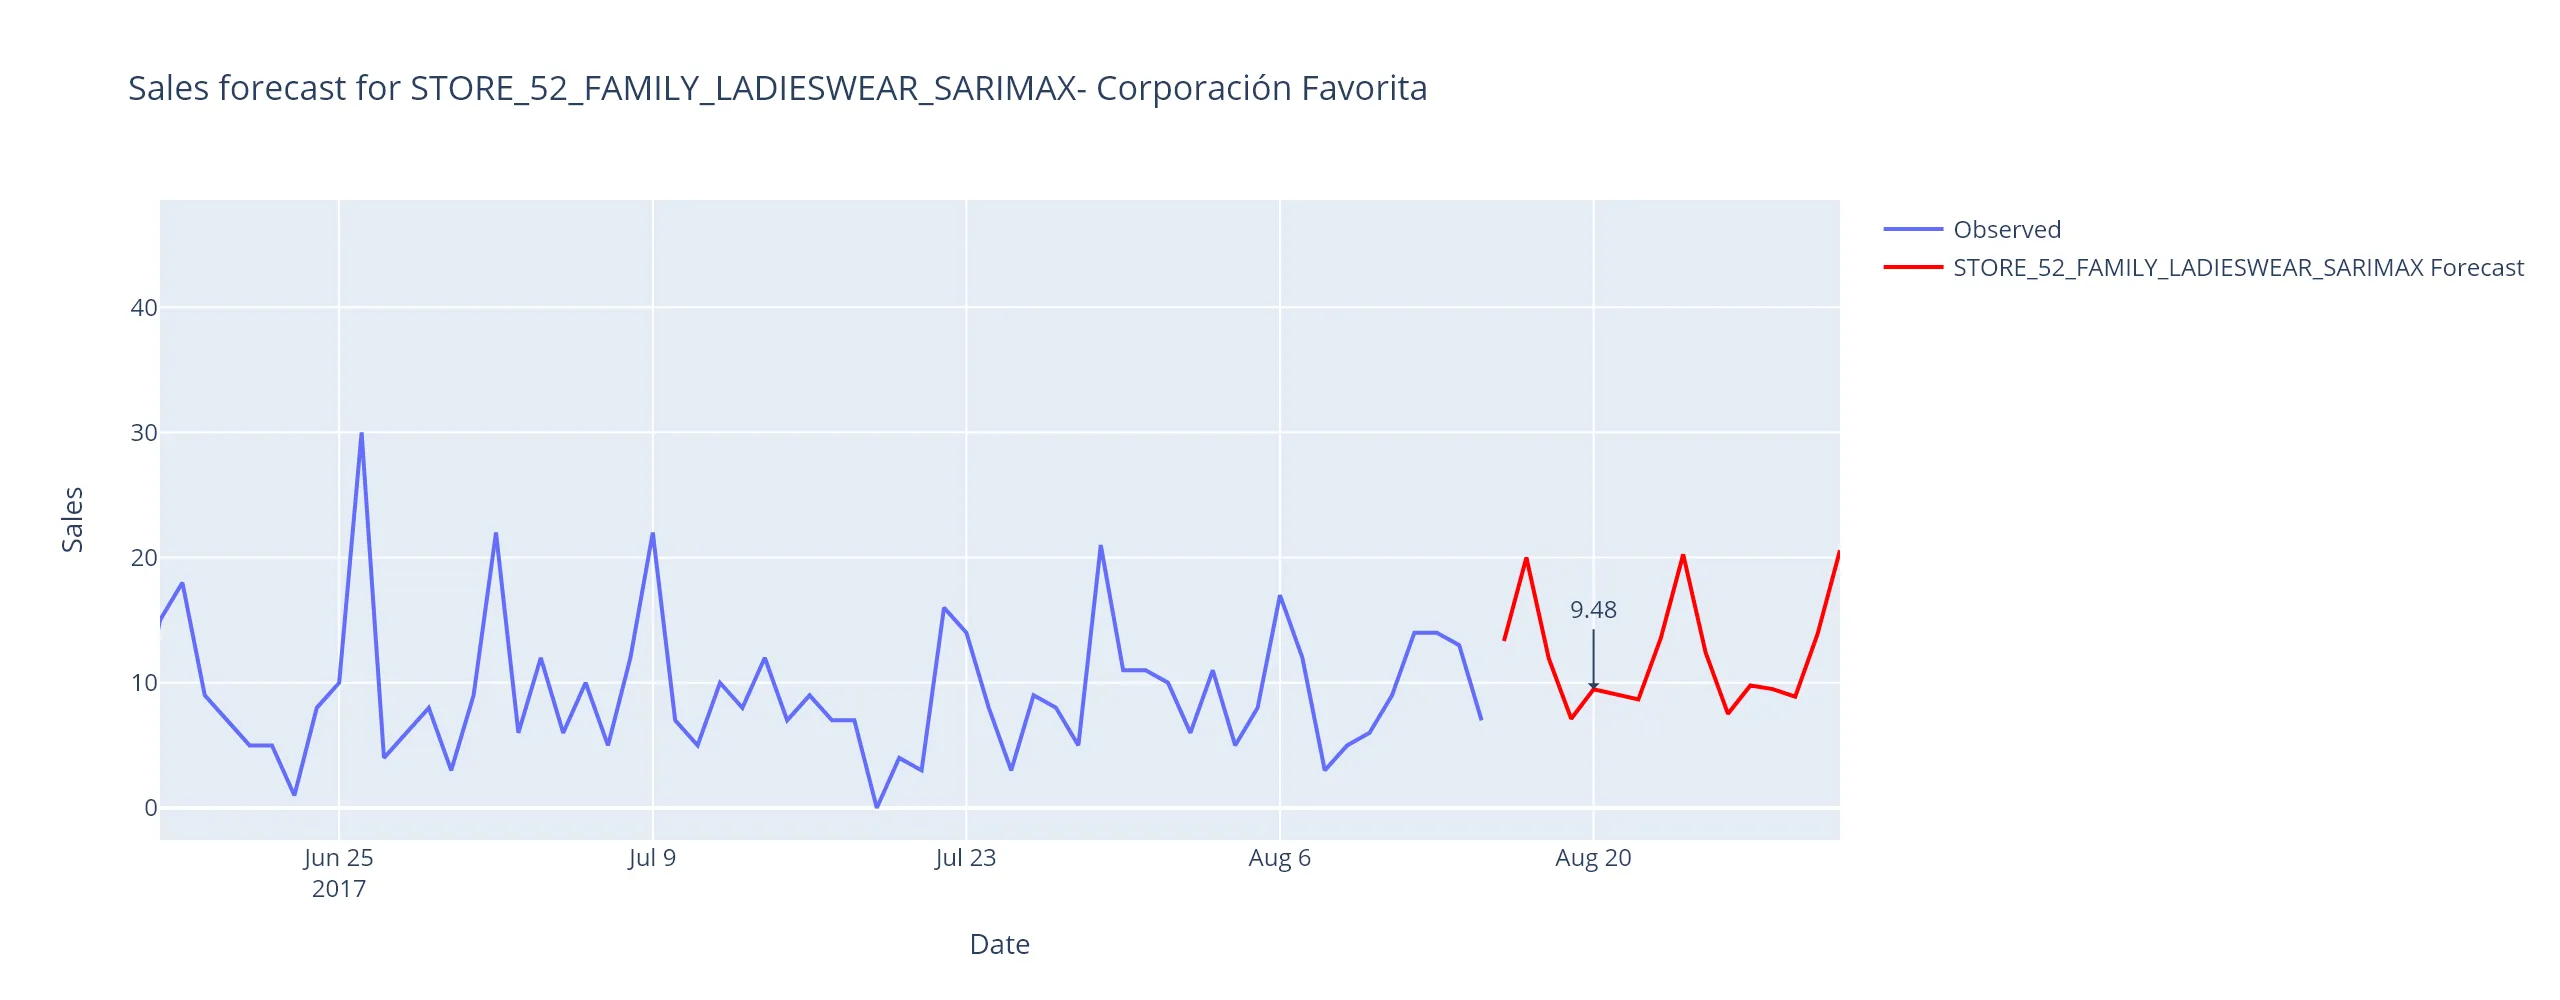 Sales forecast for STORE_52_FAMILY_LADIESWEAR_SARIMAX- Corporación Favorita
Observed
STORE_52_FAMILY_LADIESWEAR_SARIMAX Forecast
40
30
20
10
0
Sales
9.48
Jun 25
2017
Jul 9
Jul 23
Aug 6
Aug 20
Date